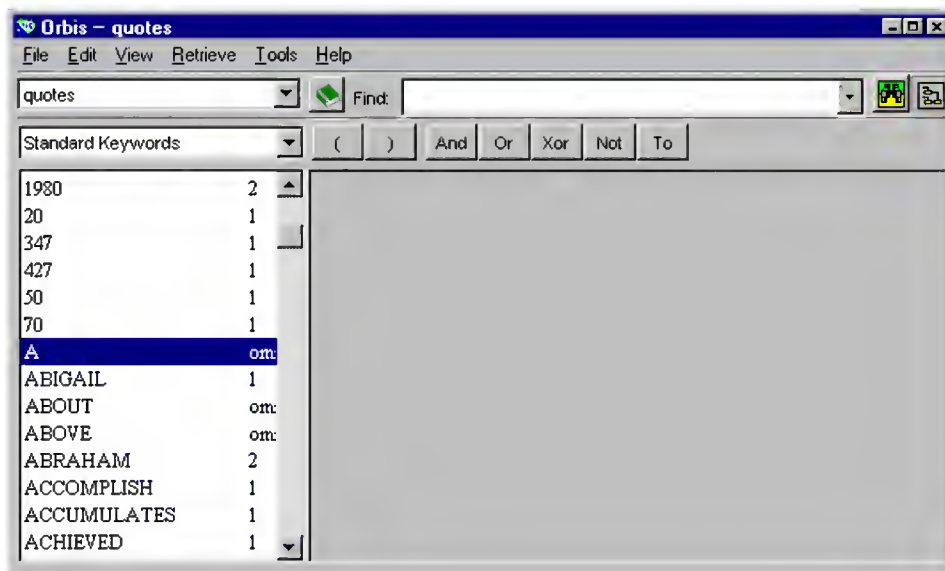 Orbis – quotes
File Edit View Retrieve Tools Help
quotes Find:
Standard Keywords ( ) And Or Xor Not To
1980 2
20 1
347 1
427 1
50 1
70 1
A om:
ABIGAIL 1
ABOUT om:
ABOVE om:
ABRAHAM 2
ACCOMPLISH 1
ACCUMULATES 1
ACHIEVED 1